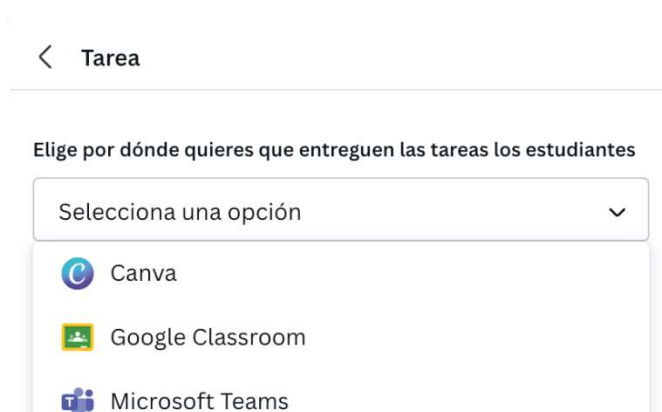 Tarea
Elige por dónde quieres que entreguen las tareas los estudiantes
Selecciona una opción
Canva
Google Classroom
Microsoft Teams